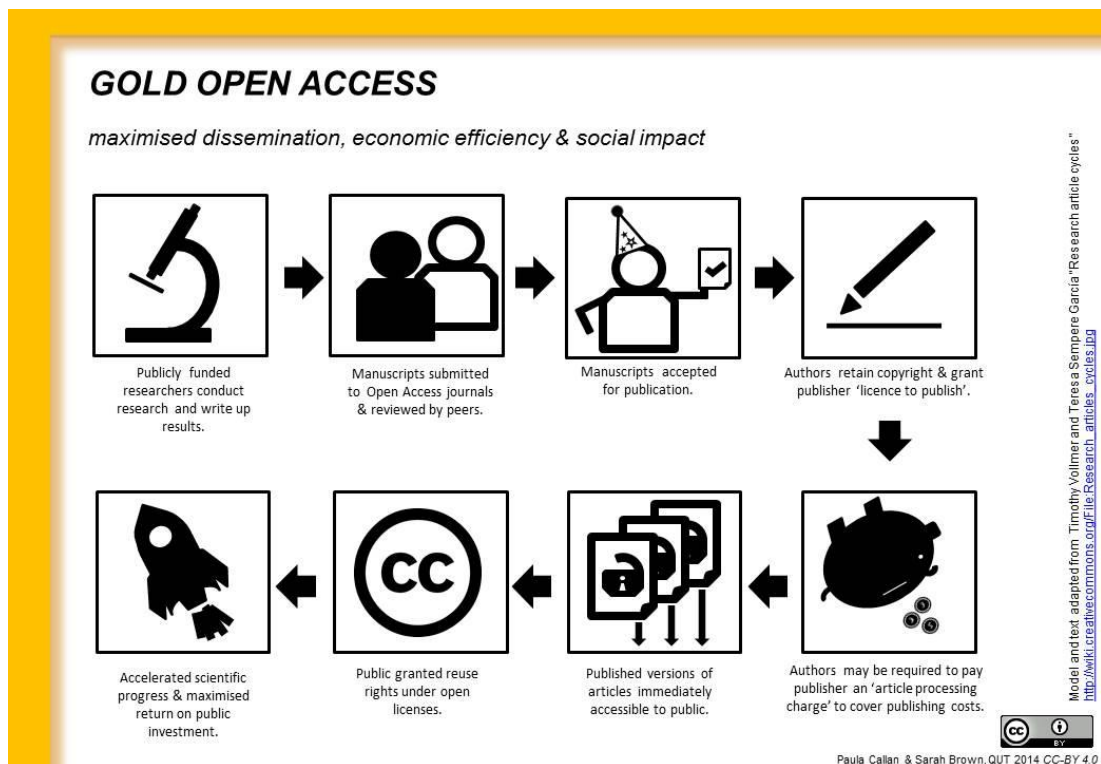 GOLD OPEN ACCESS
maximised dissemination, economic efficiency & social impact
Publicly funded
researchers conduct
research and write up
results.
Manuscripts submitted
to Open Access journals
& reviewed by peers.
Manuscripts accepted
for publication.
Authors retain copyright & grant
publisher ‘licence to publish’.
Authors may be required to pay
publisher an ‘article processing
charge’ to cover publishing costs.
Published versions of
articles immediately
accessible to public.
CC
Public granted reuse
rights under open
licenses.
Accelerated scientific
progress & maximised
return on public
investment.
Model and text adapted from Timothy Vollmer and Teresa Sempere García "Research article cycles"
http://wiki.creativecommons.org/File:Research_articles_cycles.jpg
cc
BY
Paula Callan & Sarah Brown, QUT 2014 CC-BY 4.0